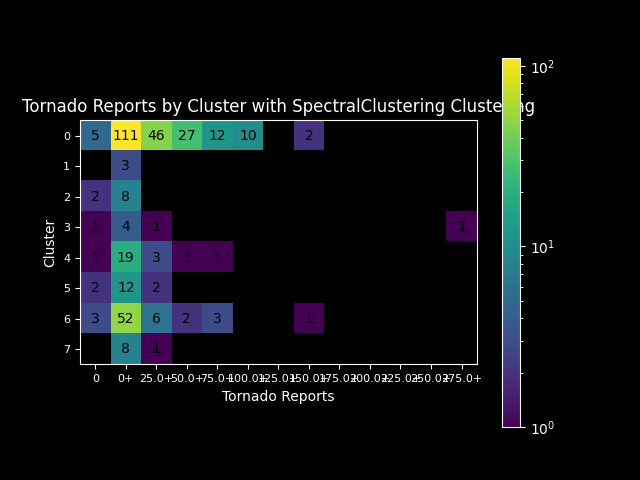 Tornado Reports by Cluster with SpectralClustering Clustering
10²
0 5 111 46 27 12 10 2
1 3
2 2 8
3 1 4 1 1
Cluster
10¹
4 1 19 3 1 1
5 2 12 2
6 3 52 6 2 3 1
7 8 1
0 0+ 25.0+ 50.0+ 75.0+ 100.0+ 125.0+ 150.0+ 175.0+ 200.0+ 225.0+ 250.0+ 275.0+
Tornado Reports
10⁰